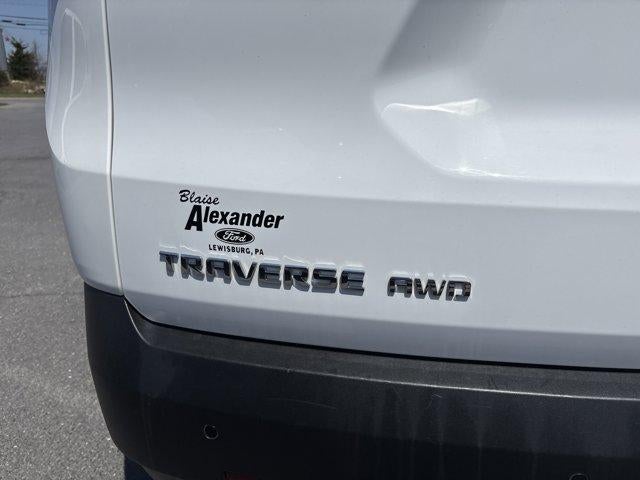 Blaise
Alexander
Ford
LEWISBURG, PA
TRAVERSE AWD